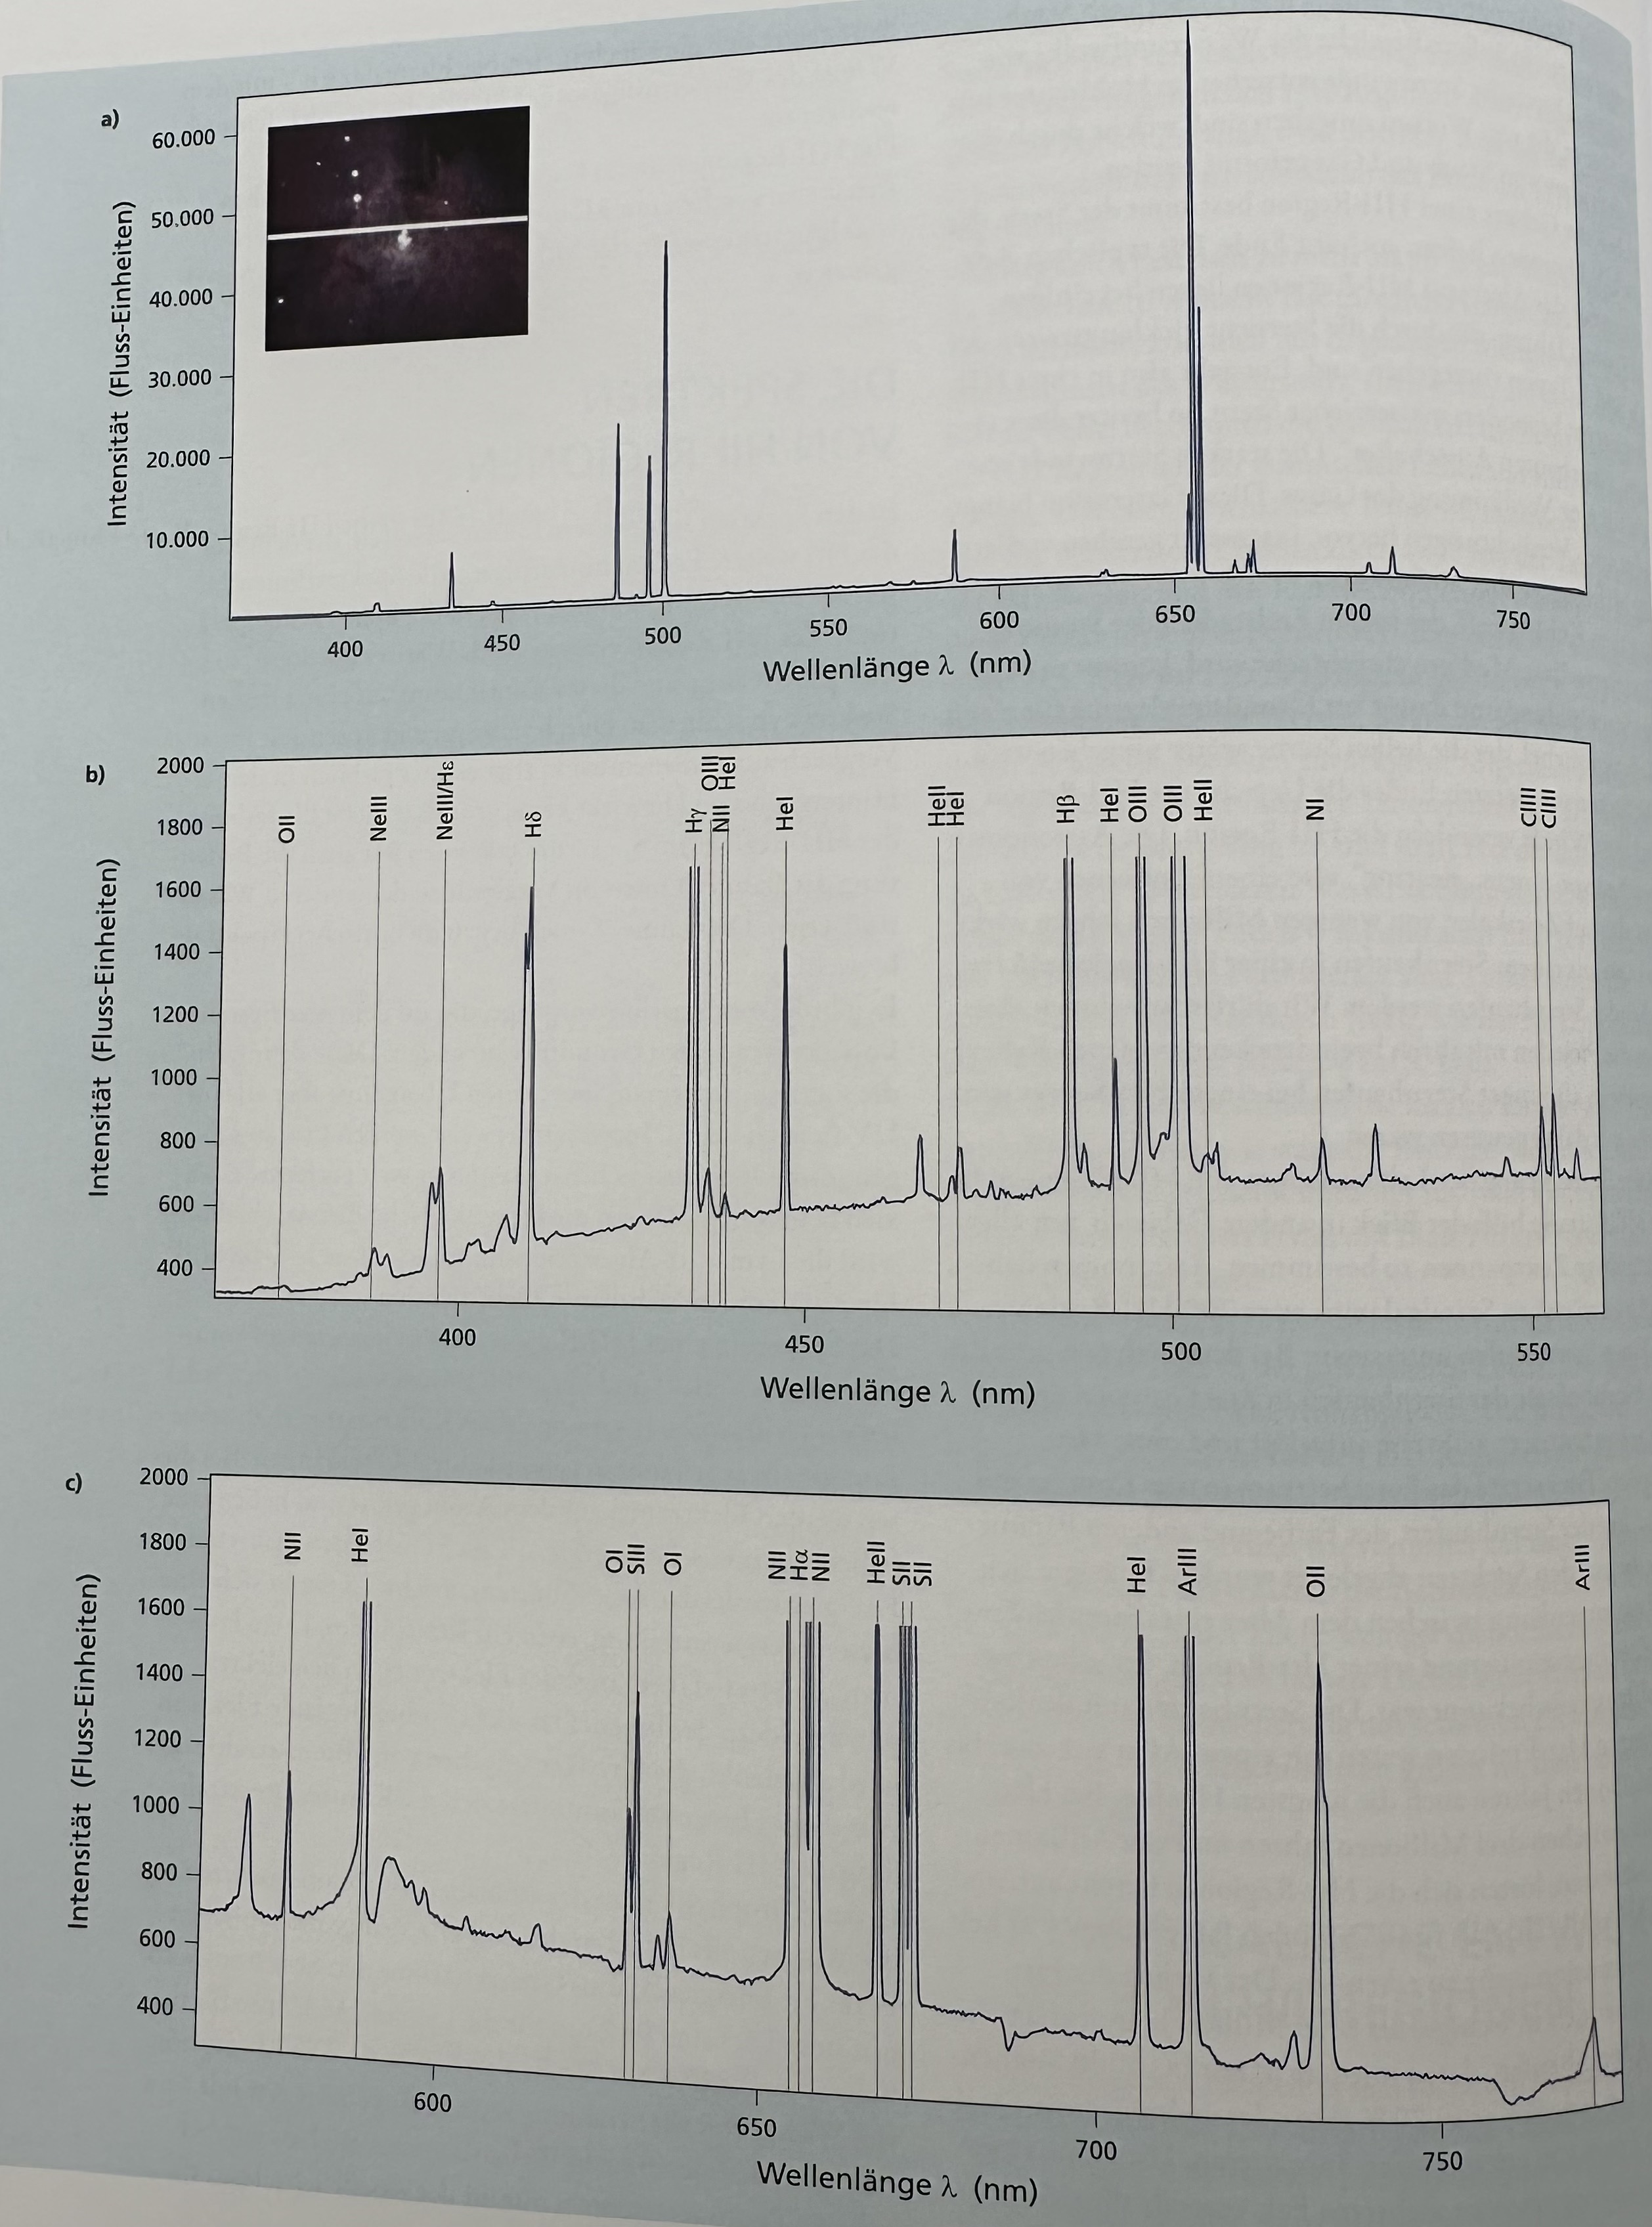 a)
60.000
50.000
40.000
30.000
20.000
10.000
Intensität (Fluss-Einheiten)
400 450 500 550 600 650 700 750
Wellenlänge λ (nm)
b)
2000
1800
1600
1400
1200
1000
800
600
400
Intensität (Fluss-Einheiten)
OII NeIII NeIII/Hε Hδ Hγ OIII NII HeI HeI HeII HeI Hβ HeI OIII OIII HeII NI CIII CIII
400 450 500 550
Wellenlänge λ (nm)
c)
2000
1800
1600
1400
1200
1000
800
600
400
Intensität (Fluss-Einheiten)
NII HeI OI SIII OI NII Hα NII HeII SII SII HeI ArIII OII ArIII
600 650 700 750
Wellenlänge λ (nm)